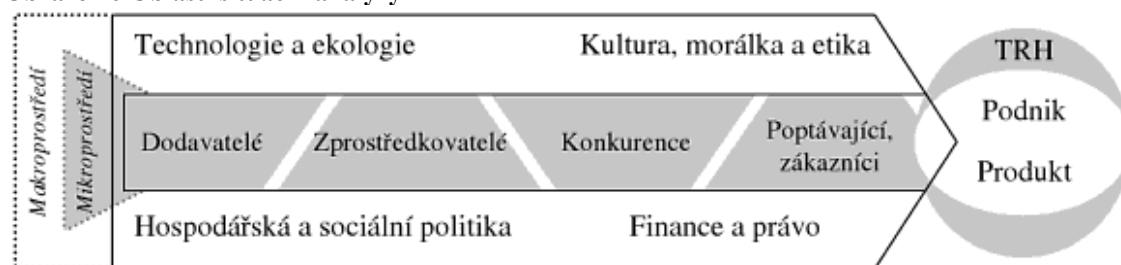 Technologie a ekologie
Kultura, morálka a etika
TRH
Makroprostředí
Mikroprostředí
Dodavatelé
Zprostředkovatelé
Konkurence
Poptávající,
zákazníci
Podnik
Produkt
Hospodářská a sociální politika
Finance a právo